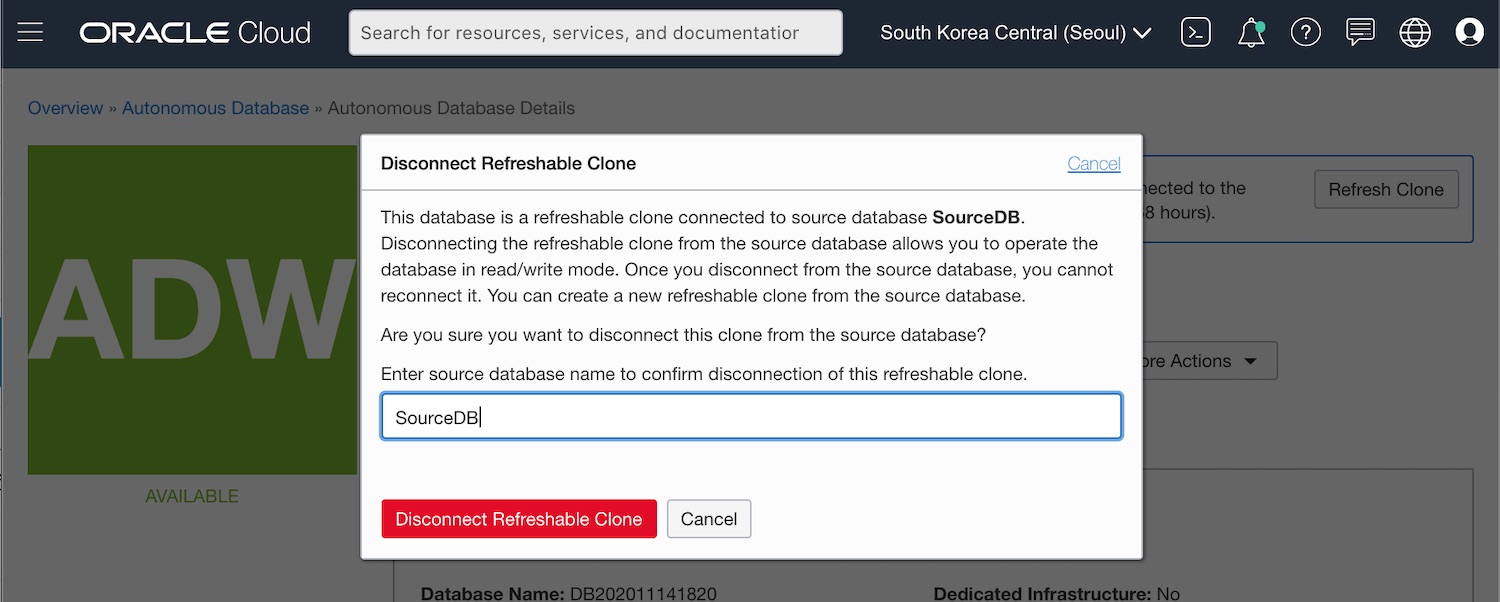 ORACLE Cloud
Search for resources, services, and documentatior
South Korea Central (Seoul)
Overview » Autonomous Database » Autonomous Database Details
ADW
AVAILABLE
Disconnect Refreshable Clone
Cancel
This database is a refreshable clone connected to source database SourceDB.
Disconnecting the refreshable clone from the source database allows you to operate the
database in read/write mode. Once you disconnect from the source database, you cannot
reconnect it. You can create a new refreshable clone from the source database.
Are you sure you want to disconnect this clone from the source database?
Enter source database name to confirm disconnection of this refreshable clone.
SourceDB
Disconnect Refreshable Clone
Cancel
to the
hours).
Refresh Clone
Actions
Database Name: DB202011141820
Dedicated Infrastructure: No